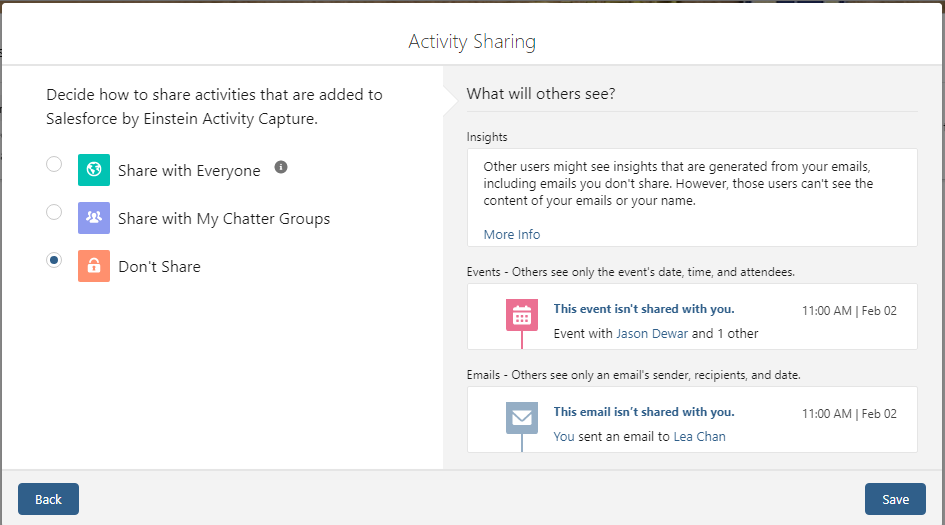 Activity Sharing
Decide how to share activities that are added to
Salesforce by Einstein Activity Capture.
Share with Everyone
Share with My Chatter Groups
Don't Share
What will others see?
Insights
Other users might see insights that are generated from your emails,
including emails you don't share. However, those users can't see the
content of your emails or your name.
More Info
Events - Others see only the event's date, time, and attendees.
This event isn't shared with you. 11:00 AM | Feb 02
Event with Jason Dewar and 1 other
Emails - Others see only an email's sender, recipients, and date.
This email isn't shared with you. 11:00 AM | Feb 02
You sent an email to Lea Chan
Back
Save